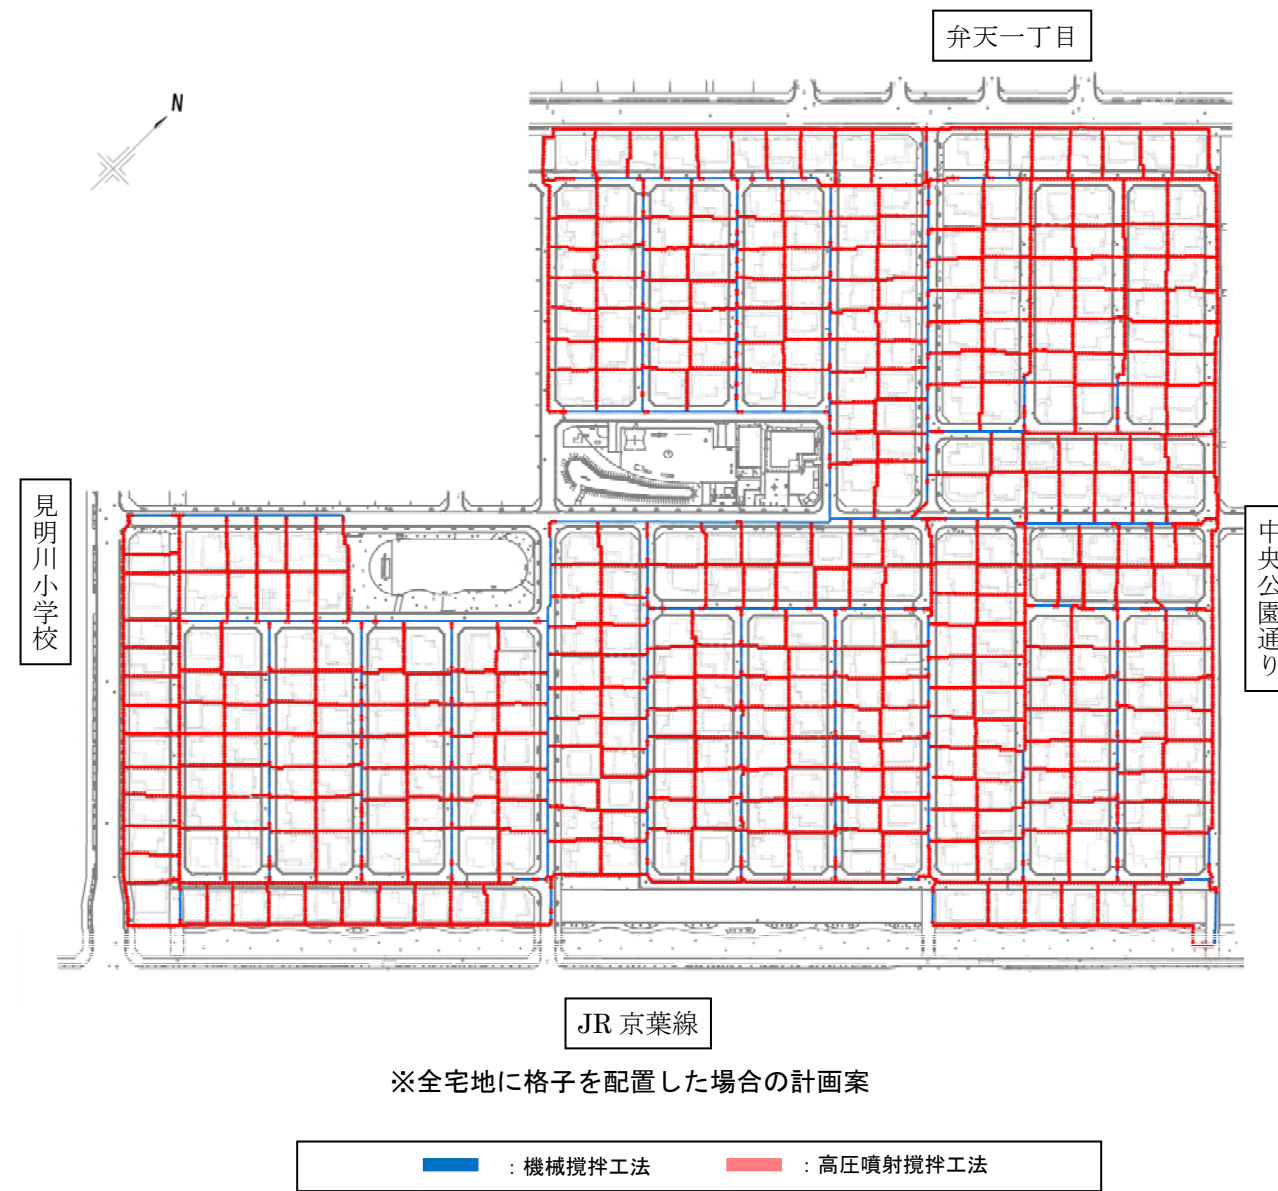 弁天一丁目
N
見明川小学校
中央公園通り
JR 京葉線
※全宅地に格子を配置した場合の計画案
：機械撹拌工法
：高圧噴射撹拌工法